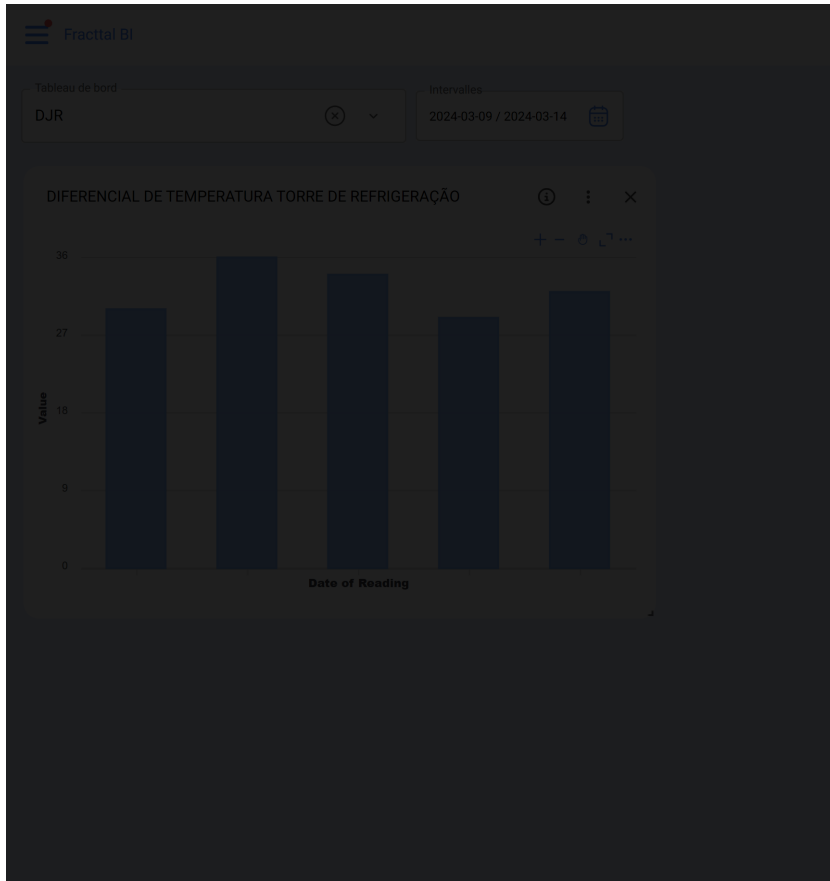 Fracttal BI
Tableau de bord
DJR
Intervalles
2024-03-09 / 2024-03-14
DIFERENCIAL DE TEMPERATURA TORRE DE REFRIGERAÇÃO
36
27
18
9
0
Value
Date of Reading